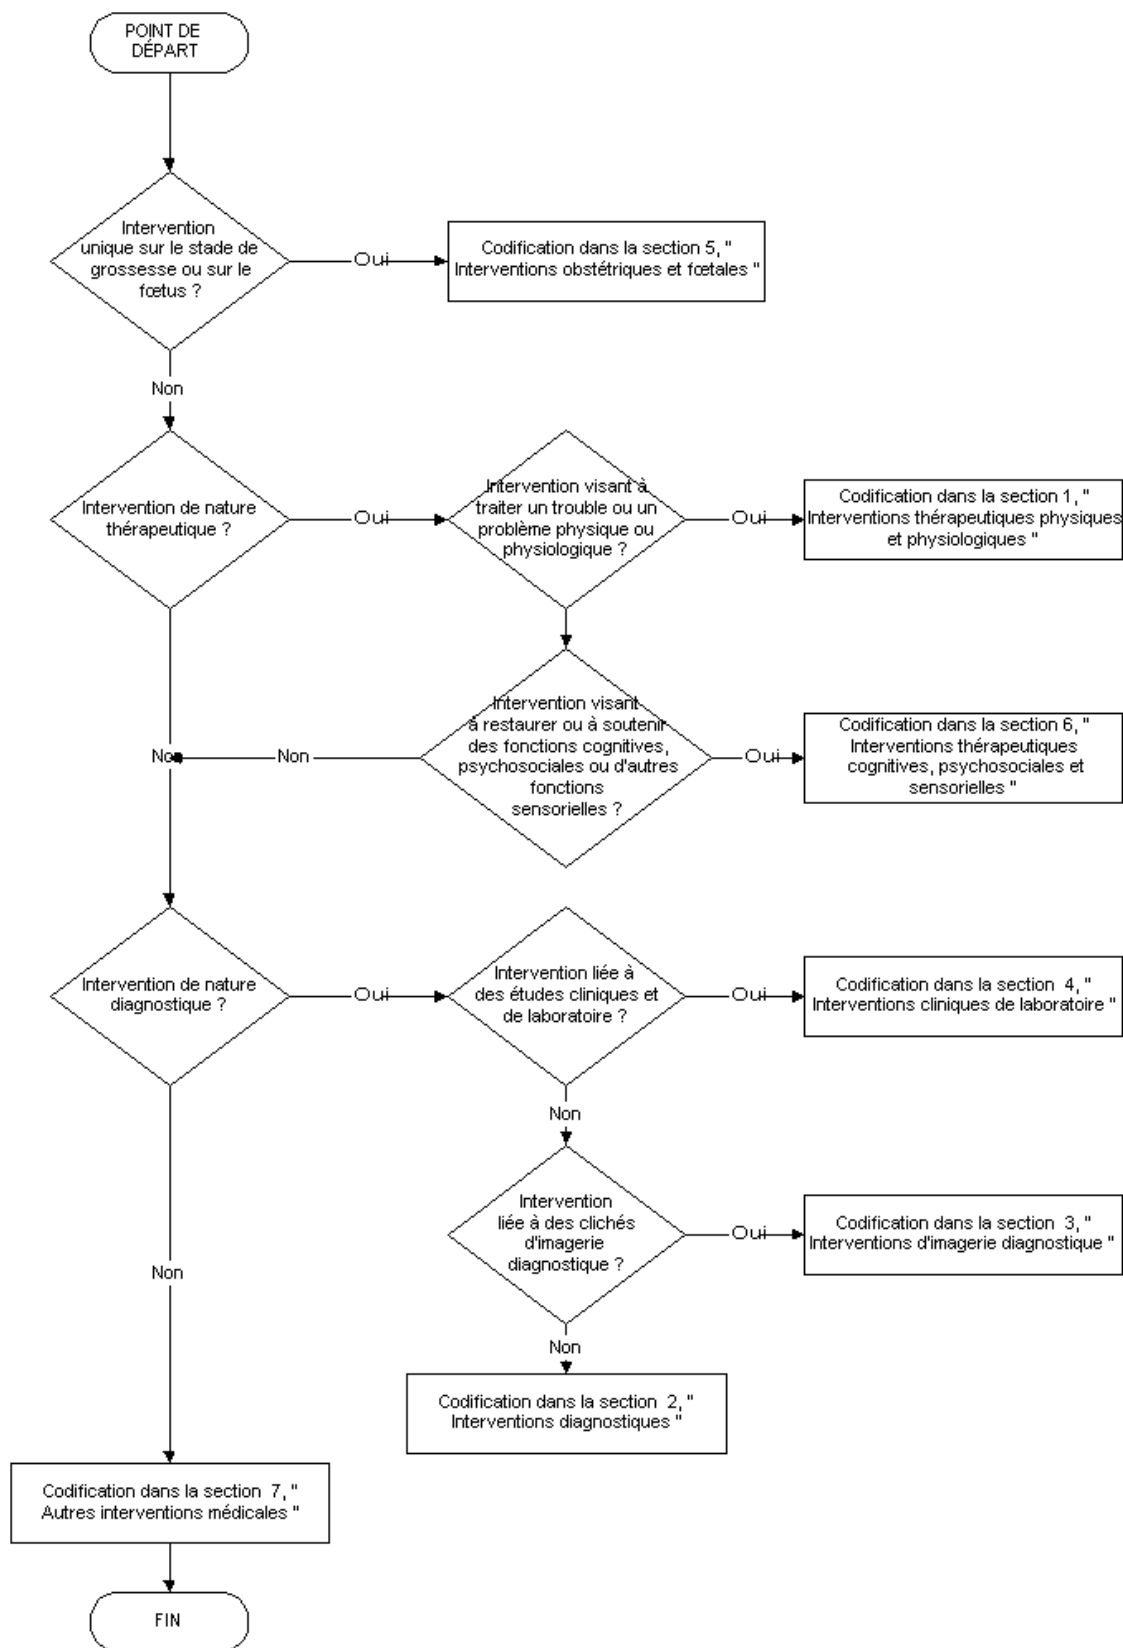 POINT DE
DÉPART
Intervention
unique sur le stade de
grossesse ou sur le
fœtus ?
Oui
Codification dans la section 5, "
Interventions obstétriques et fœtales "
Non
Intervention de nature
thérapeutique ?
Oui
Intervention visant à
traiter un trouble ou un
problème physique ou
physiologique ?
Oui
Codification dans la section 1, "
Interventions thérapeutiques physiques
et physiologiques "
Intervention visant
à restaurer ou à soutenir
des fonctions cognitives,
psychosociales ou d'autres
fonctions
sensorielles ?
Oui
Codification dans la section 6, "
Interventions thérapeutiques
cognitives, psychosociales et
sensorielles "
Non
Non
Intervention de nature
diagnostique ?
Oui
Intervention liée à
des études cliniques et
de laboratoire ?
Oui
Codification dans la section 4, "
Interventions cliniques de laboratoire "
Non
Intervention
liée à des clichés
d'imagerie
diagnostique ?
Oui
Codification dans la section 3, "
Interventions d'imagerie diagnostique "
Non
Non
Codification dans la section 2, "
Interventions diagnostiques "
Codification dans la section 7, "
Autres interventions médicales "
FIN